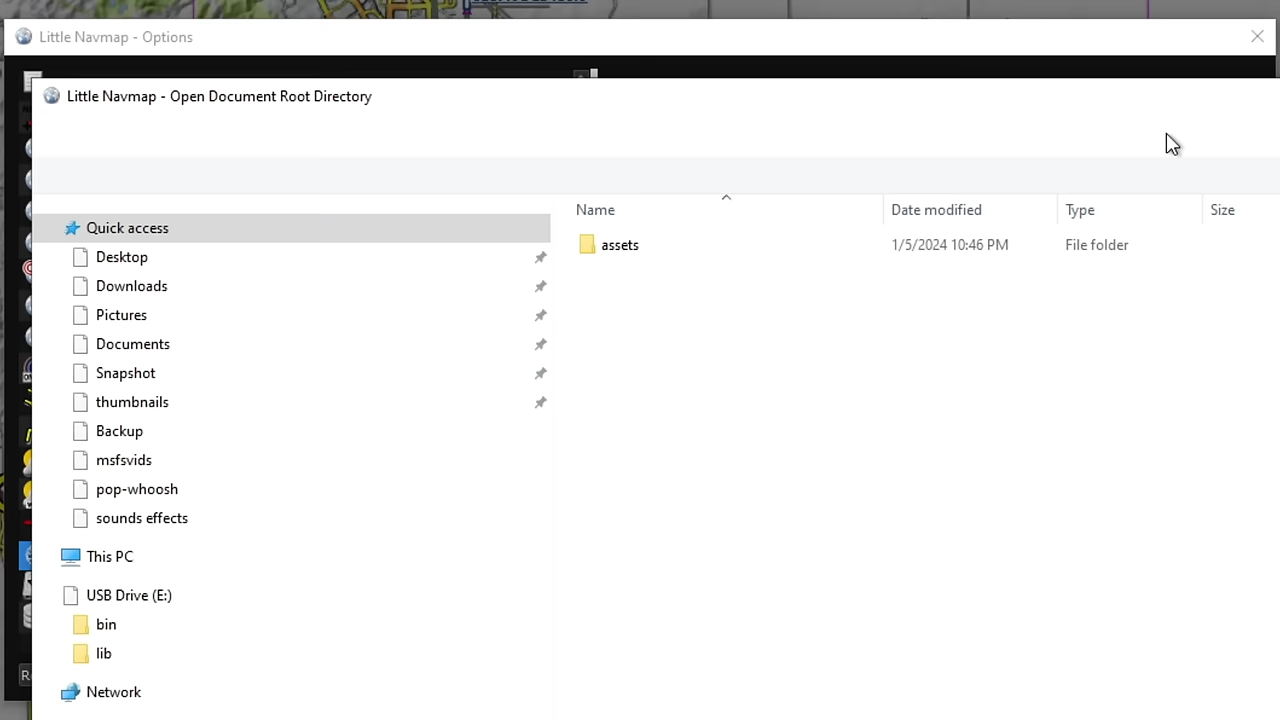 Little Navmap - Options
Little Navmap - Open Document Root Directory
Name Date modified Type Size
assets 1/5/2024 10:46 PM File folder
Quick access
Desktop
Downloads
Pictures
Documents
Snapshot
thumbnails
Backup
msfsvids
pop-whoosh
sounds effects
This PC
USB Drive (E:)
bin
lib
Network